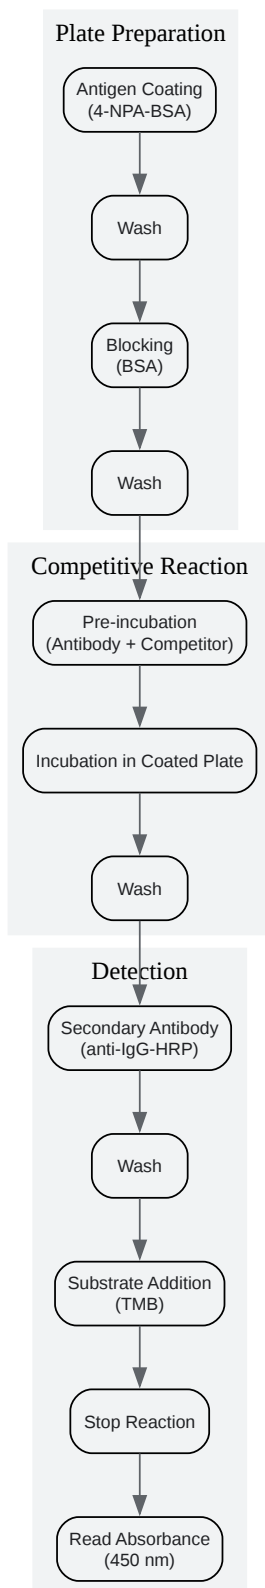 Plate Preparation
Antigen Coating
(4-NPA-BSA)
Wash
Blocking
(BSA)
Wash
Competitive Reaction
Pre-incubation
(Antibody + Competitor)
Incubation in Coated Plate
Wash
Detection
Secondary Antibody
(anti-IgG-HRP)
Wash
Substrate Addition
(TMB)
Stop Reaction
Read Absorbance
(450 nm)